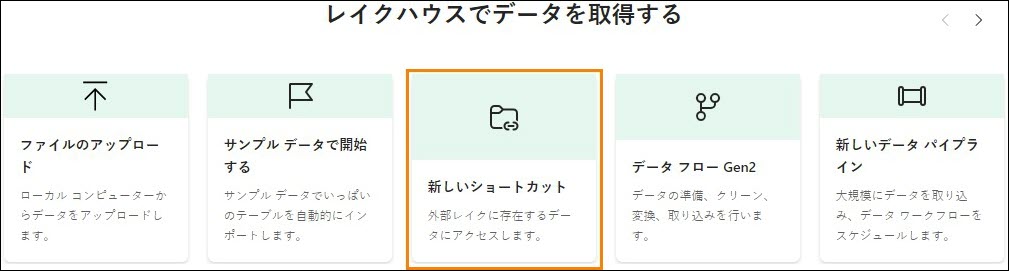 レイクハウスでデータを取得する
ファイルのアップロー
ド
ローカル コンピューターか
らデータをアップロードし
ます。
サンプル データで開始
する
サンプル データでいっぱい
のテーブルを自動的にイン
ポートします。
新しいショートカット
外部レイクに存在するデー
タにアクセスします。
データ フロー Gen2
データの準備、クリーン、
変換、取り込みを行いま
す。
新しいデータ パイプラ
イン
大規模にデータを取り込
み、データ ワークフローを
スケジュールします。